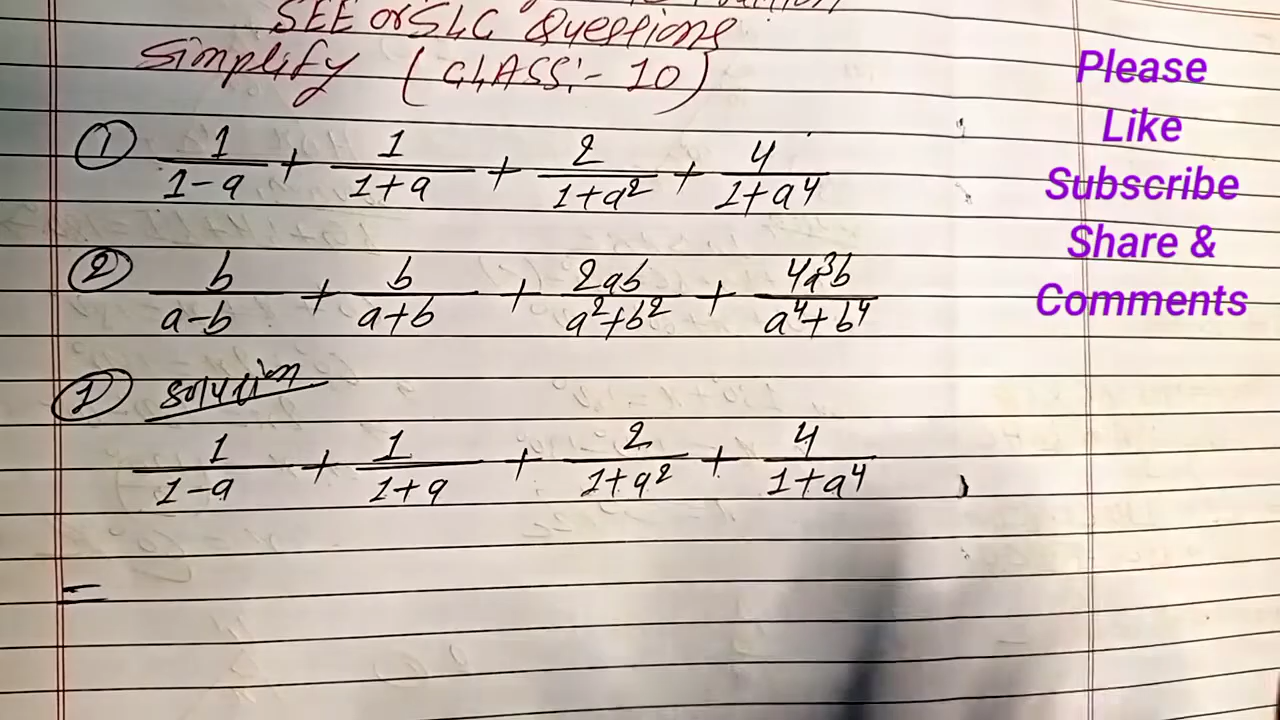 SEE or SLC Questions
Simplify ( CLASS:- 10 )
① 1/(1-a) + 1/(1+a) + 2/(1+a²) + 4/(1+a⁴)
② b/(a-b) + b/(a+b) + 2ab/(a²+b²) + 4a³b/(a⁴+b⁴)
① Solution
1/(1-a) + 1/(1+a) + 2/(1+a²) + 4/(1+a⁴)
=
Please
Like
Subscribe
Share &
Comments